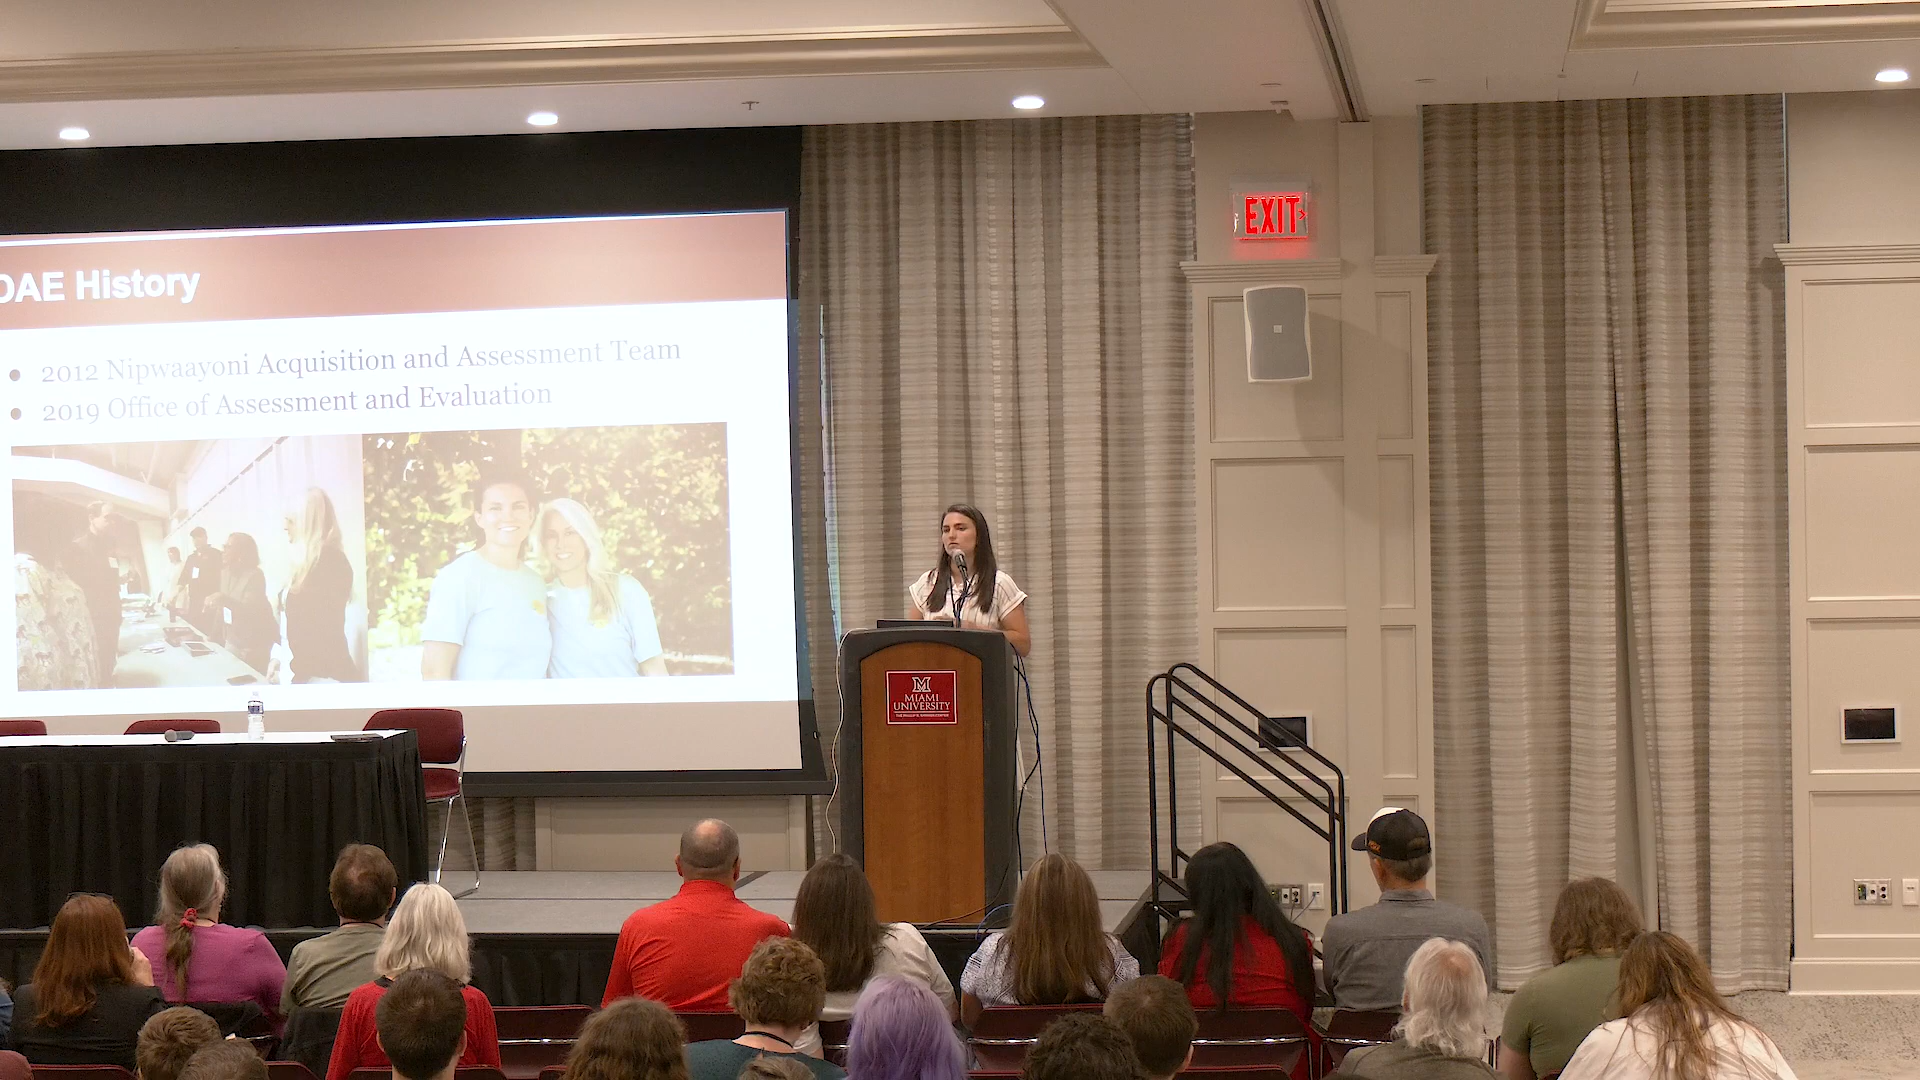 OAE History
EXIT
• 2012 Nipwaayoni Acquisition and Assessment Team
• 2019 Office of Assessment and Evaluation
M
MIAMI
UNIVERSITY